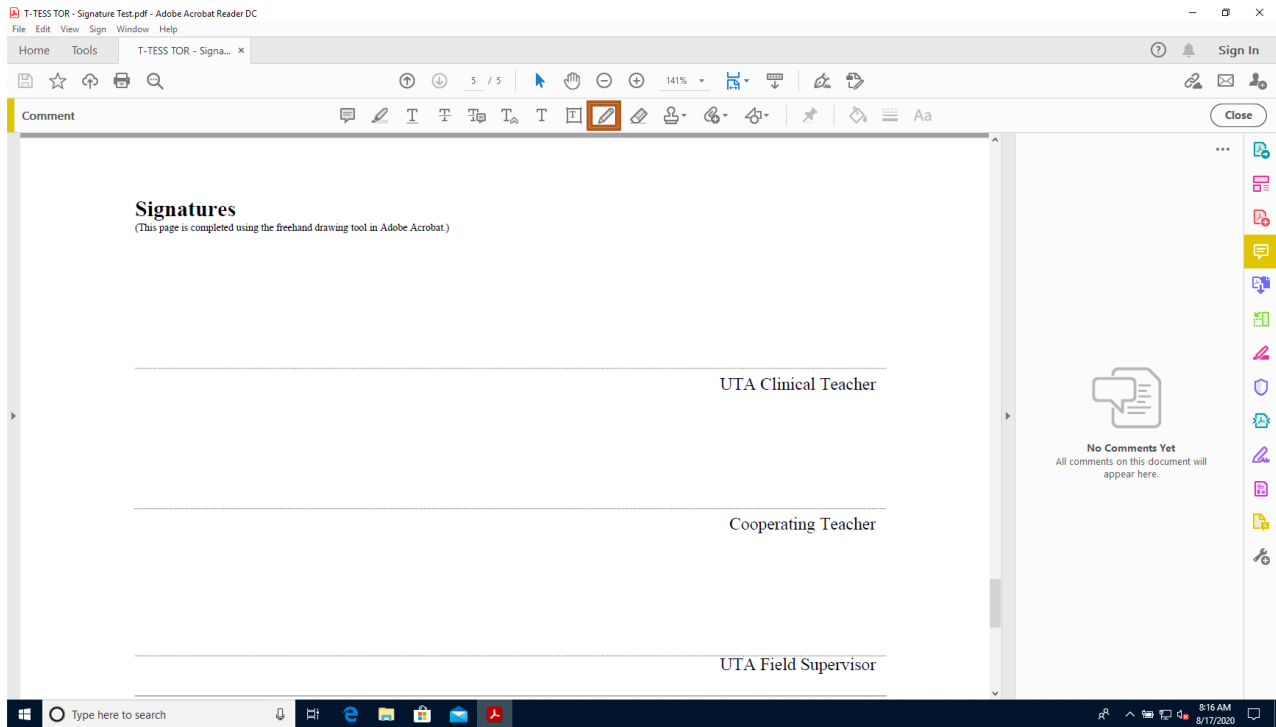 T-TESS TOR - Signature Test.pdf - Adobe Acrobat Reader DC
File Edit View Sign Window Help
Home Tools T-TESS TOR - Signa... × Sign In
5 / 5 141%
Comment Close
Signatures
(This page is completed using the freehand drawing tool in Adobe Acrobat.)
UTA Clinical Teacher
Cooperating Teacher
UTA Field Supervisor
No Comments Yet
All comments on this document will
appear here.
Type here to search
8:16 AM
8/17/2020